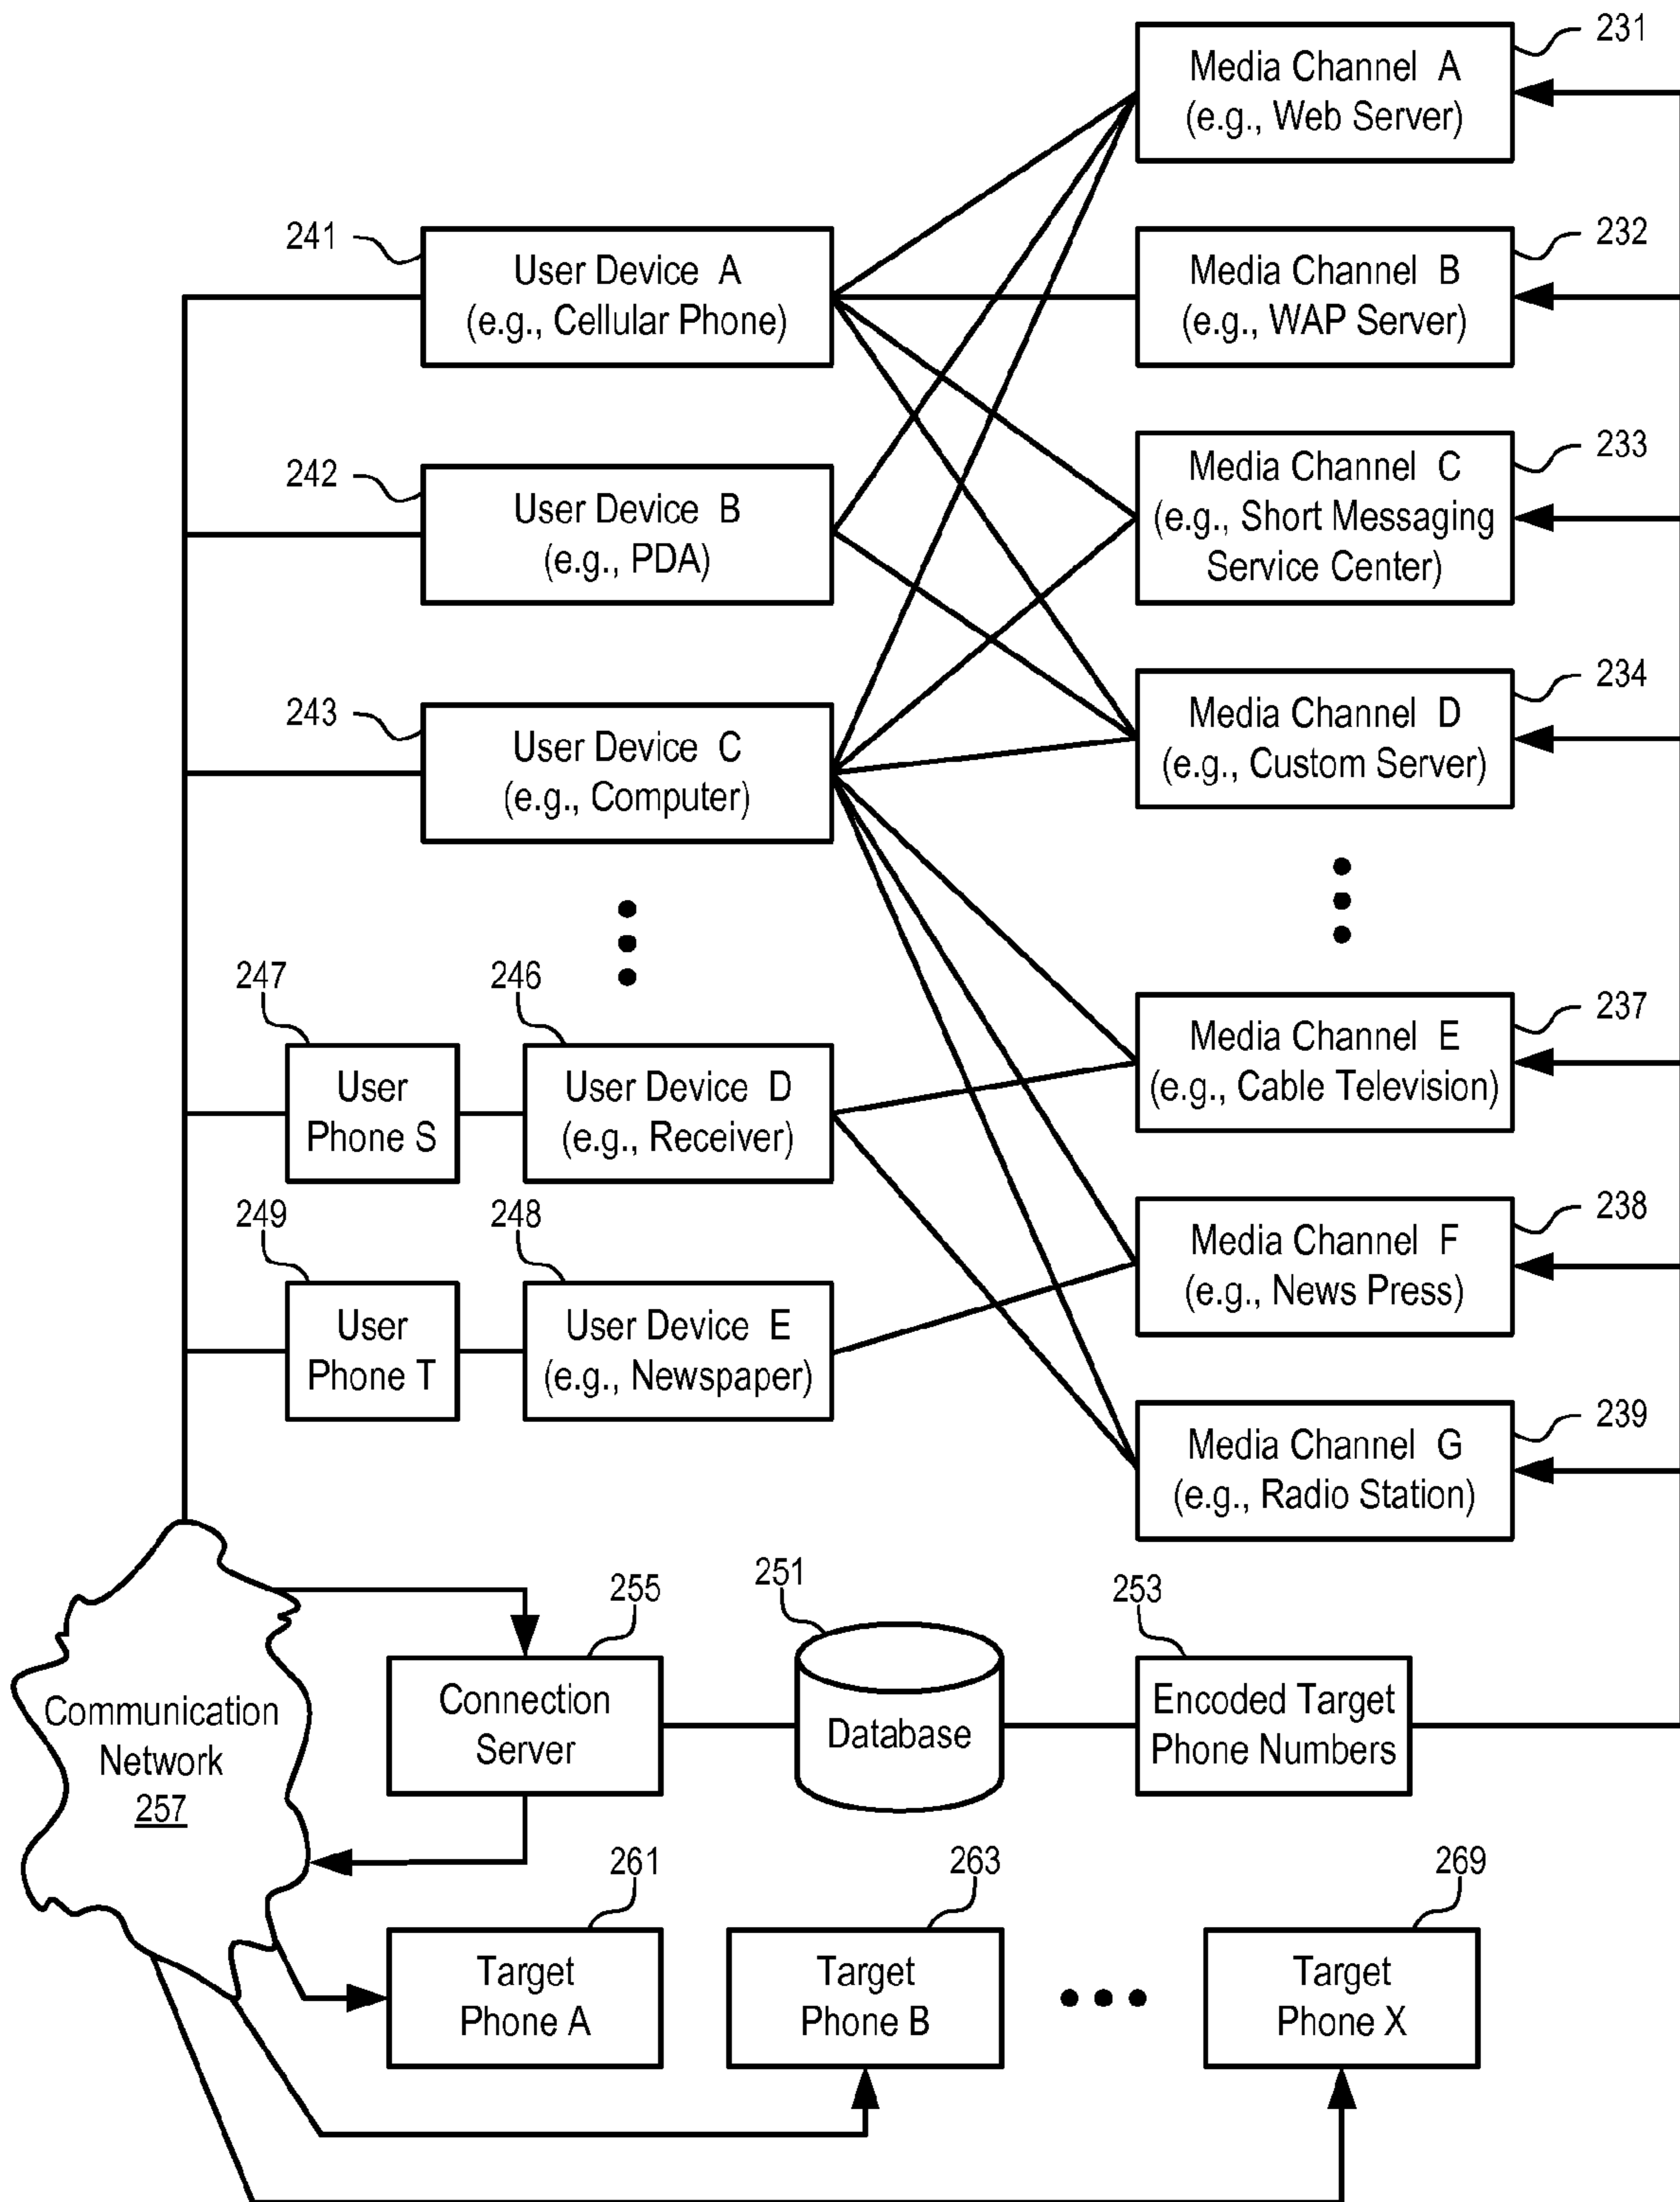 231
Media Channel A
(e.g., Web Server)
241
User Device A
(e.g., Cellular Phone)
232
Media Channel B
(e.g., WAP Server)
242
User Device B
(e.g., PDA)
233
Media Channel C
(e.g., Short Messaging
Service Center)
243
User Device C
(e.g., Computer)
234
Media Channel D
(e.g., Custom Server)
247
User
Phone S
246
User Device D
(e.g., Receiver)
237
Media Channel E
(e.g., Cable Television)
249
User
Phone T
248
User Device E
(e.g., Newspaper)
238
Media Channel F
(e.g., News Press)
239
Media Channel G
(e.g., Radio Station)
Communication
Network
257
255
Connection
Server
251
Database
253
Encoded Target
Phone Numbers
261
Target
Phone A
263
Target
Phone B
269
Target
Phone X